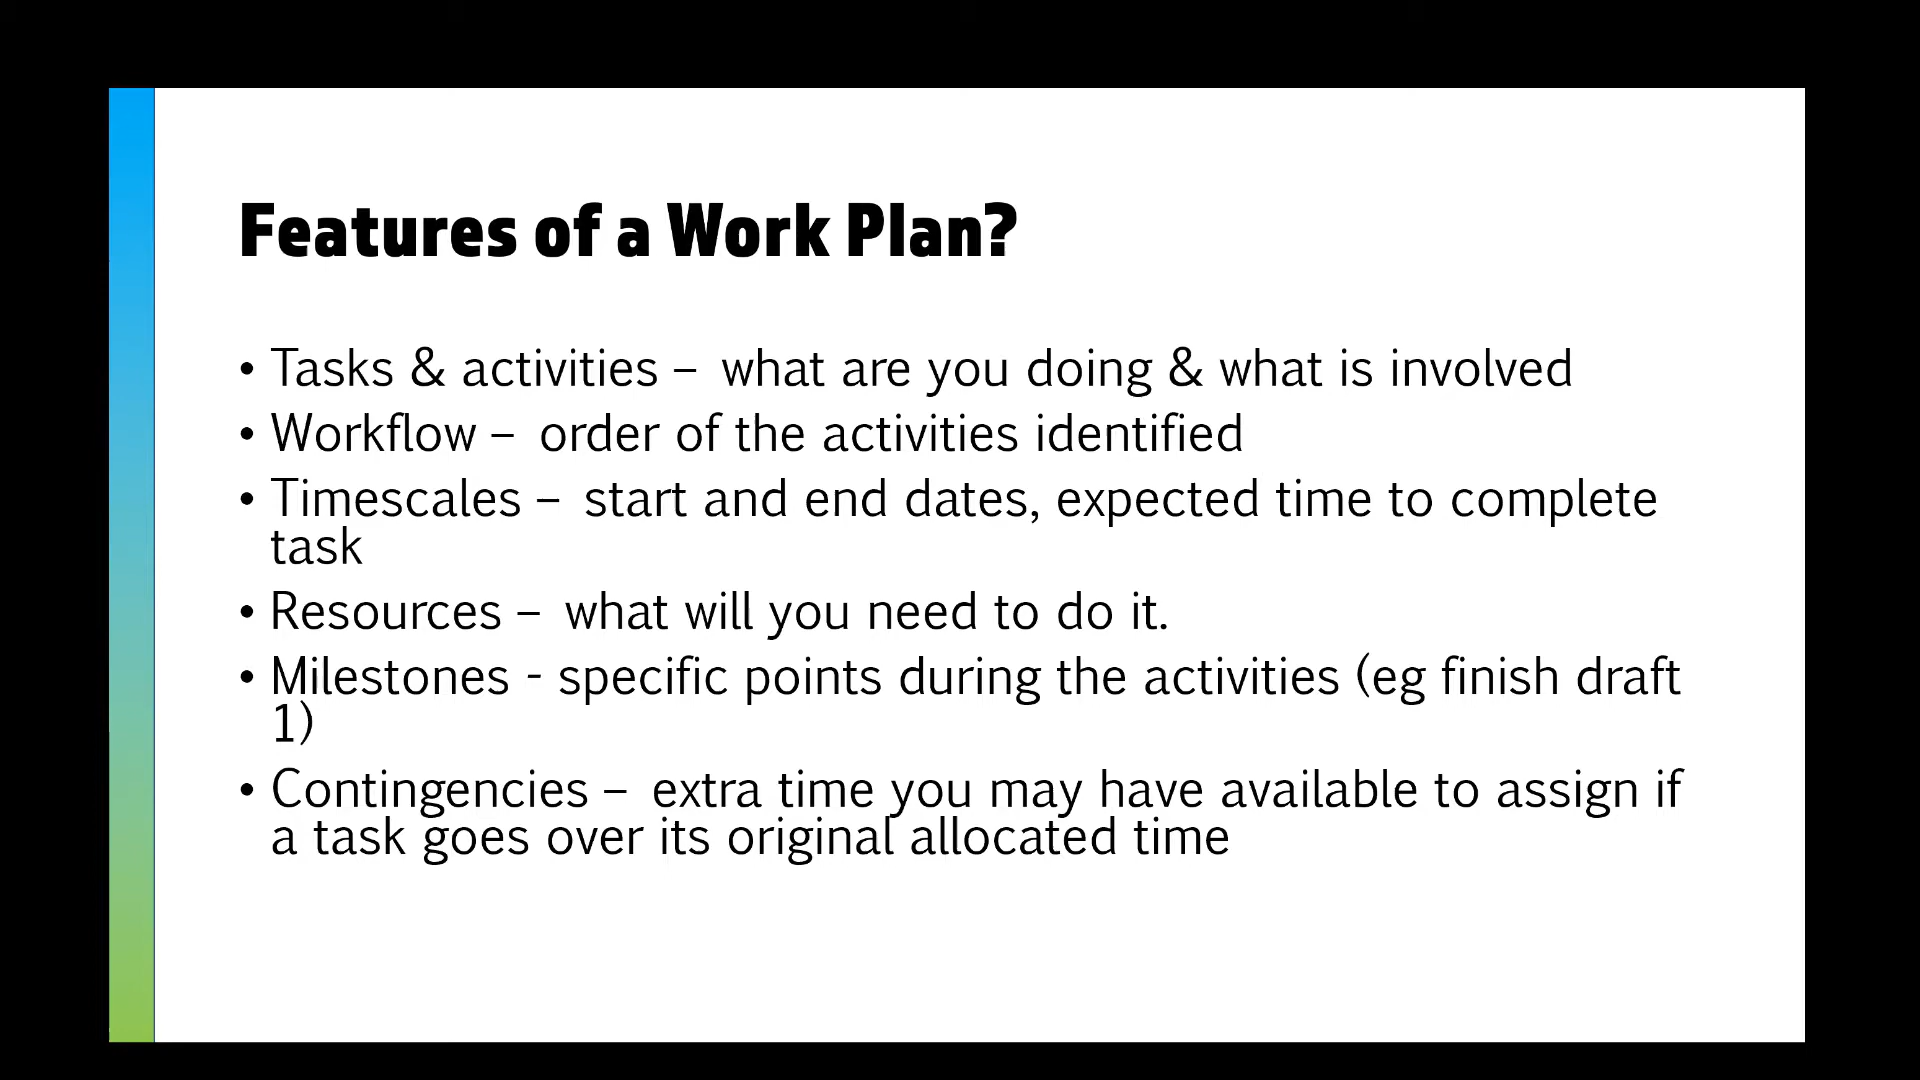 Features of a Work Plan?
• Tasks & activities – what are you doing & what is involved
• Workflow – order of the activities identified
• Timescales – start and end dates, expected time to complete
task
• Resources – what will you need to do it.
• Milestones - specific points during the activities (eg finish draft
1)
• Contingencies – extra time you may have available to assign if
a task goes over its original allocated time